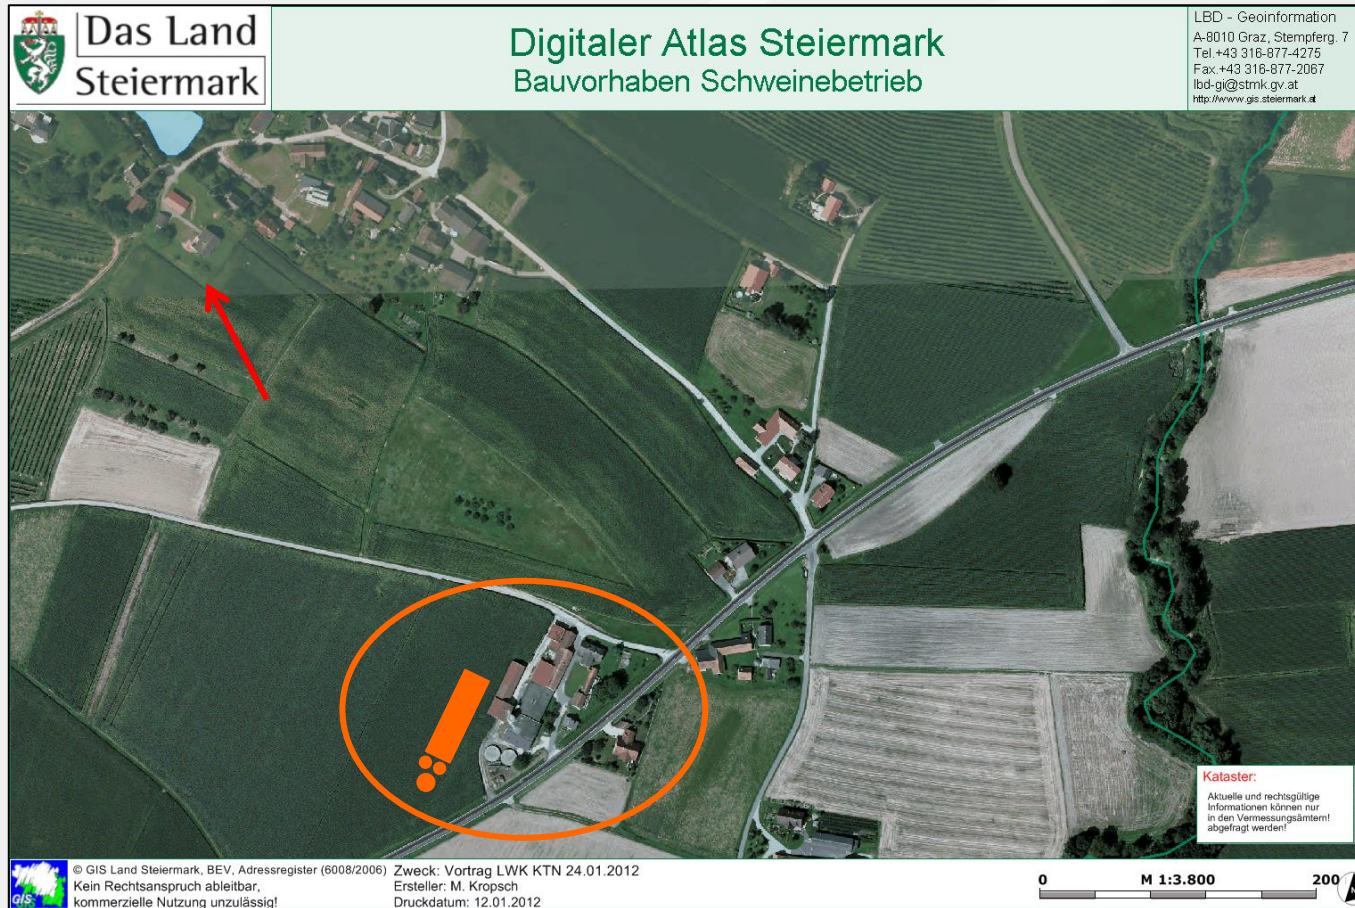 Das Land
Steiermark
Digitaler Atlas Steiermark
Bauvorhaben Schweinebetrieb
LBD - Geoinformation
A-8010 Graz, Stempferg. 7
Tel.+43 316-877-4275
Fax.+43 316-877-2067
lbd-gi@stmk.gv.at
http://www.gis.steiermark.at
Kataster:
Aktuelle und rechtsgültige
Informationen können nur
in den Vermessungsämtern!
abgefragt werden!
GIS
© GIS Land Steiermark, BEV, Adressregister (6008/2006)
Kein Rechtsanspruch ableitbar,
kommerzielle Nutzung unzulässig!
Zweck: Vortrag LWK KTN 24.01.2012
Ersteller: M. Kropsch
Druckdatum: 12.01.2012
0 M 1:3.800 200